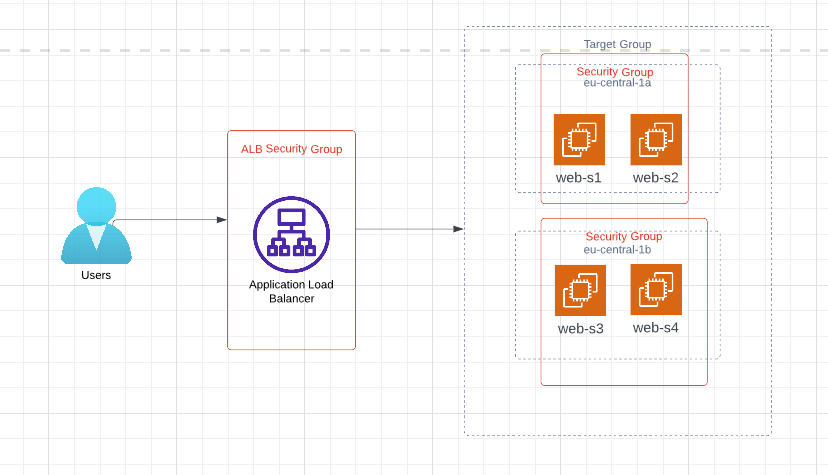 Target Group
Security Group
eu-central-1a
web-s1
web-s2
ALB Security Group
Application Load
Balancer
Users
Security Group
eu-central-1b
web-s3
web-s4